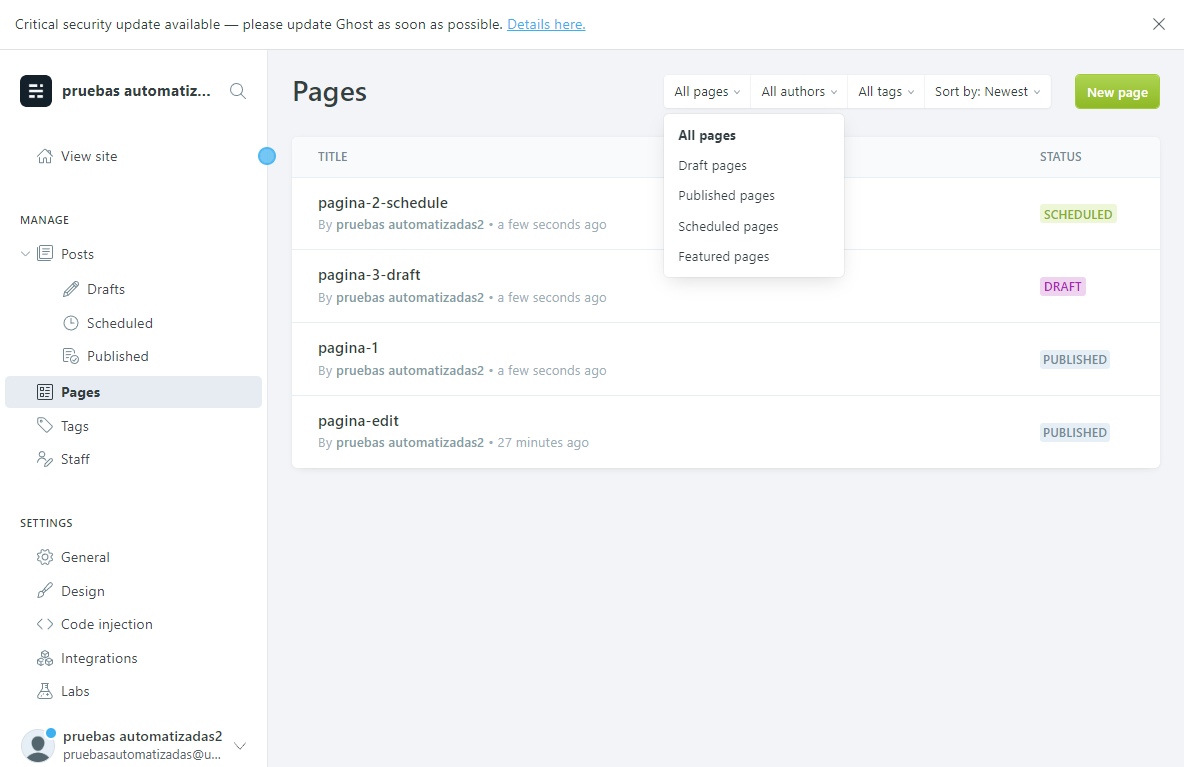 Critical security update available — please update Ghost as soon as possible. Details here.
pruebas automatiz...
View site
MANAGE
Posts
Drafts
Scheduled
Published
Pages
Tags
Staff
SETTINGS
General
Design
Code injection
Integrations
Labs
pruebas automatizadas2
pruebasautomatizadas@u...
Pages
All pages
All authors
All tags
Sort by: Newest
New page
All pages
Draft pages
Published pages
Scheduled pages
Featured pages
TITLE
STATUS
pagina-2-schedule
By pruebas automatizadas2 • a few seconds ago
SCHEDULED
pagina-3-draft
By pruebas automatizadas2 • a few seconds ago
DRAFT
pagina-1
By pruebas automatizadas2 • a few seconds ago
PUBLISHED
pagina-edit
By pruebas automatizadas2 • 27 minutes ago
PUBLISHED